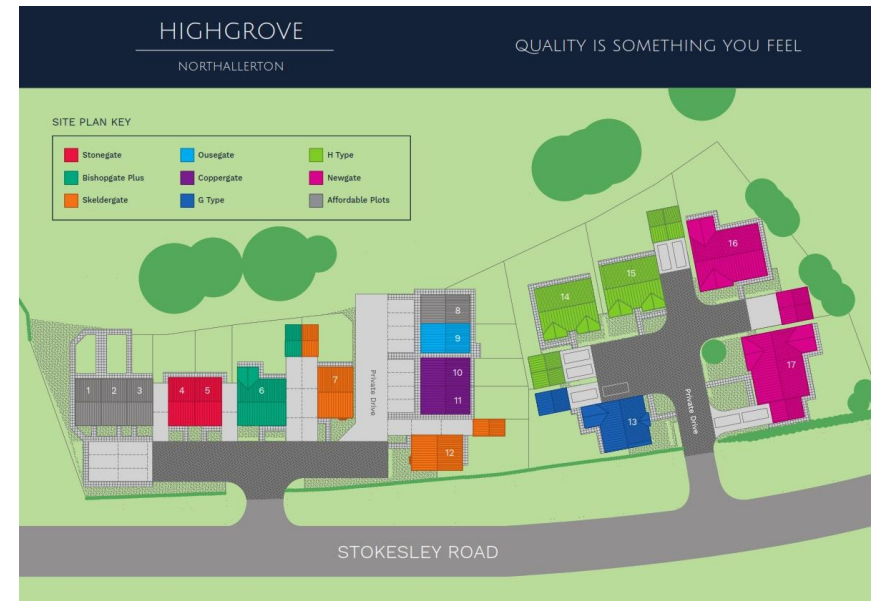 HIGHGROVE
NORTHALLERTON
QUALITY IS SOMETHING YOU FEEL
SITE PLAN KEY
Stonegate
Ousegate
H Type
Bishopgate Plus
Coppergate
Newgate
Skeldergate
G Type
Affordable Plots
16
15
14
8
9
17
10
7
1 2 3
4 5
6
11
Private Drive
Private Drive
13
12
STOKESLEY ROAD